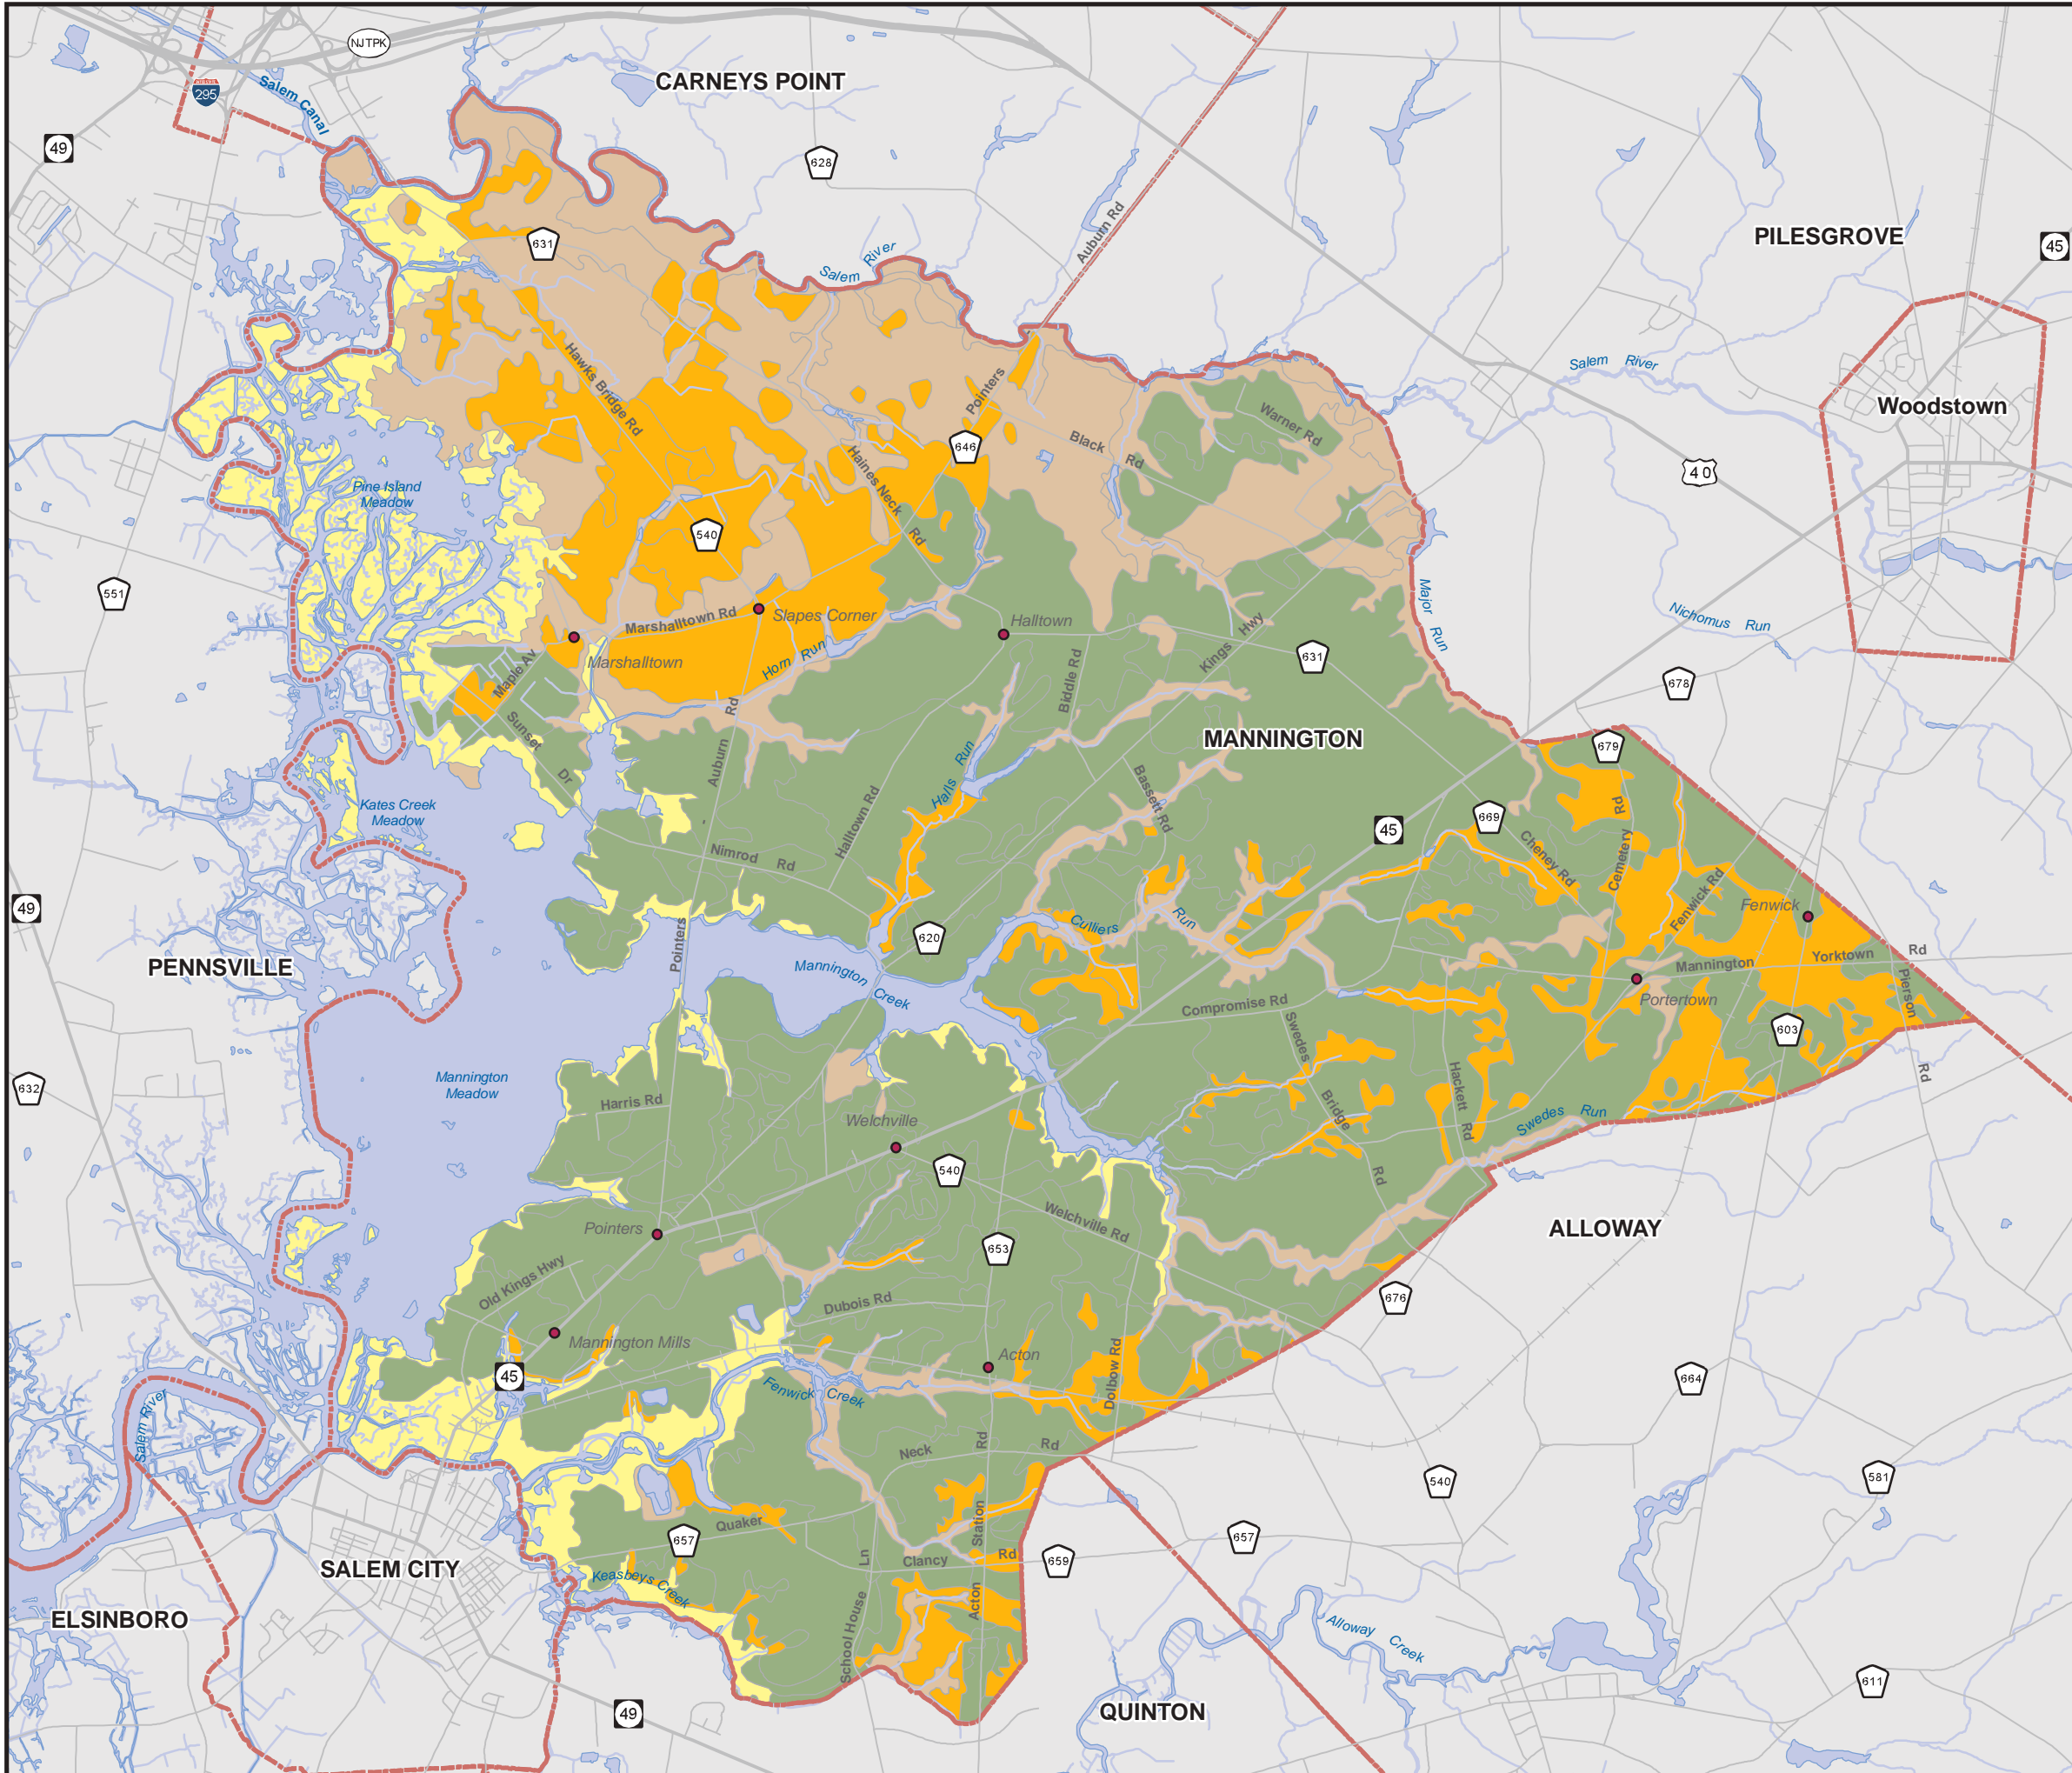 NJTPK
CARNEYS POINT
295
Salem Canal
49
628
Auburn Rd
PILESGROVE
45
631
Salem River
Hawks Bridge Rd
Salem River
Woodstown
Pointers
Warner Rd
646
Black Rd
40
Haines Neck Rd
Pine Island
Meadow
540
551
Major Run
Nichomus Run
Marshalltown Rd
Slapes Corner
Halltown
Kings Hwy
631
Marshalltown
Horn Run
Maple Av
Biddle Rd
678
Sunset Dr
Auburn Rd
MANNINGTON
679
Halls Run
Bassett Rd
Kates Creek
Meadow
Halltown Rd
669
45
Cheney Rd
Cemetery Rd
Nimrod Rd
Fenwick Rd
Fenwick
49
Culliers Run
620
Pointers
PENNSVILLE
Mannington Creek
Mannington Yorktown Rd
Pierson Rd
Portertown
Compromise Rd
Swedes Bridge Rd
603
632
Mannington
Meadow
Hackett Rd
Harris Rd
Swedes Run
Welchville
540
Welchville Rd
Pointers
653
ALLOWAY
Old Kings Hwy
Dubois Rd
676
Mannington Mills
Acton
45
Dolbow Rd
664
Fenwick Creek
Salem River
Neck Rd
540
581
Quaker
657
Acton Station Rd
Clancy Rd
659
657
SALEM CITY
Keasbeys Creek
School House Ln
ELSINBORO
Alloway Creek
611
49
QUINTON